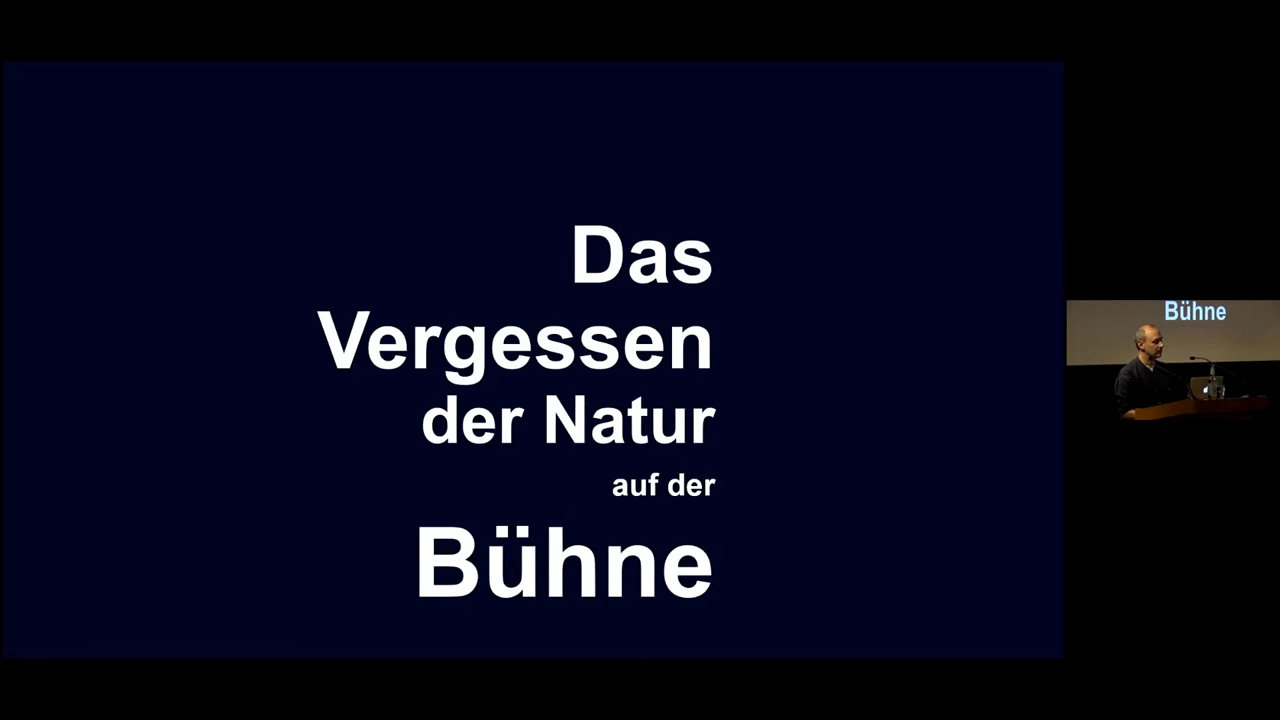 Das
Vergessen
der Natur
auf der
Bühne
Bühne